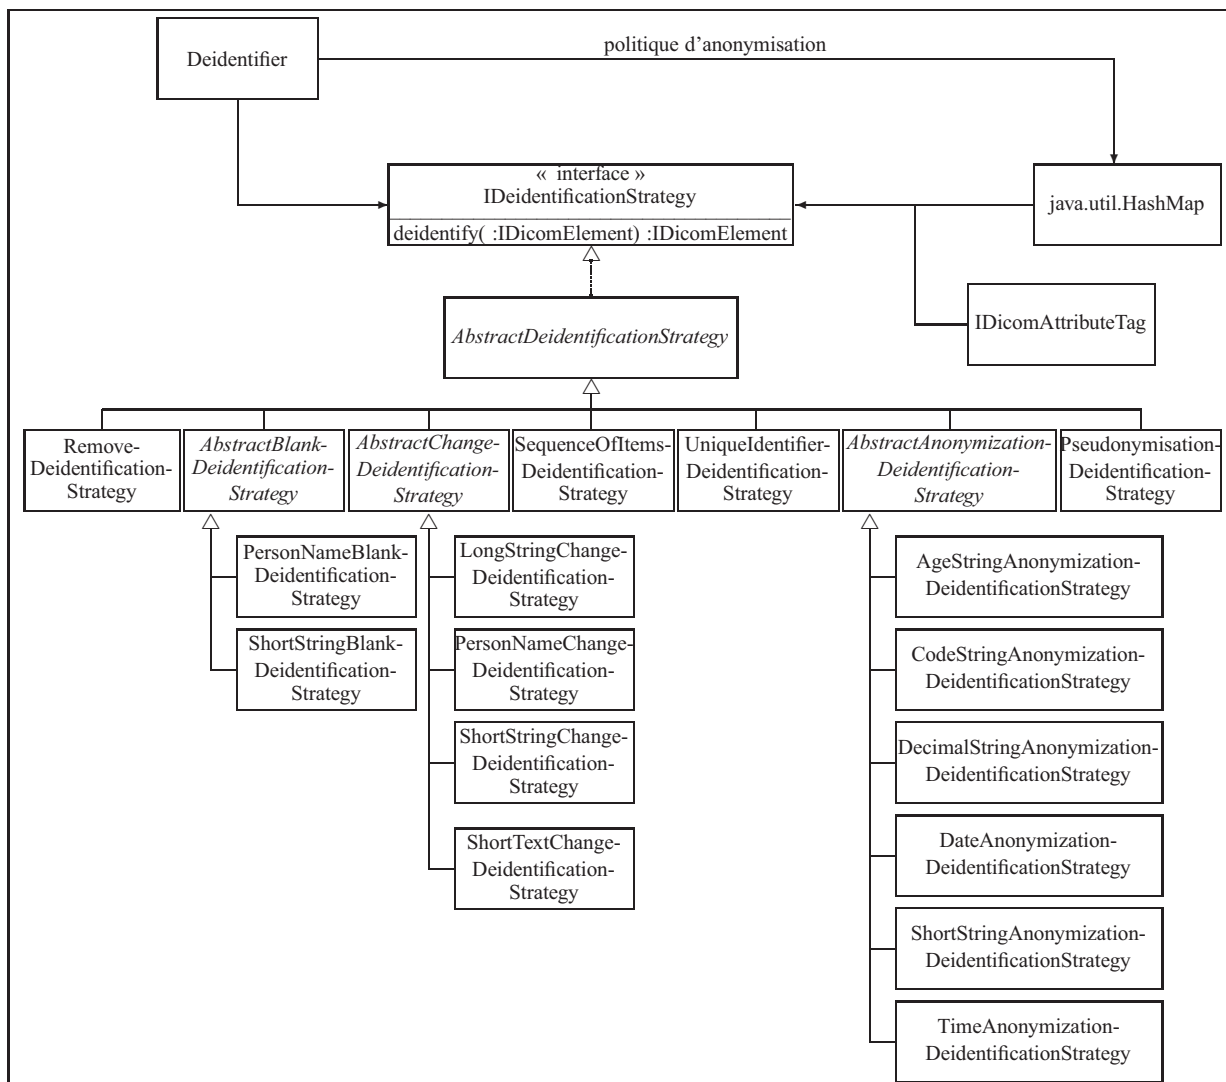 politique d'anonymisation
Deidentifier
« interface »
IDeidentificationStrategy
deidentify( :IDicomElement) :IDicomElement
java.util.HashMap
IDicomAttributeTag
AbstractDeidentificationStrategy
Remove-
Deidentification-
Strategy
AbstractBlank-
Deidentification-
Strategy
AbstractChange-
Deidentification-
Strategy
SequenceOfItems-
Deidentification-
Strategy
UniqueIdentifier-
Deidentification-
Strategy
AbstractAnonymization-
Deidentification-
Strategy
Pseudonymisation-
Deidentification-
Strategy
PersonNameBlank-
Deidentification-
Strategy
ShortStringBlank-
Deidentification-
Strategy
LongStringChange-
Deidentification-
Strategy
PersonNameChange-
Deidentification-
Strategy
ShortStringChange-
Deidentification-
Strategy
ShortTextChange-
Deidentification-
Strategy
AgeStringAnonymization-
DeidentificationStrategy
CodeStringAnonymization-
DeidentificationStrategy
DecimalStringAnonymization-
DeidentificationStrategy
DateAnonymization-
DeidentificationStrategy
ShortStringAnonymization-
DeidentificationStrategy
TimeAnonymization-
DeidentificationStrategy